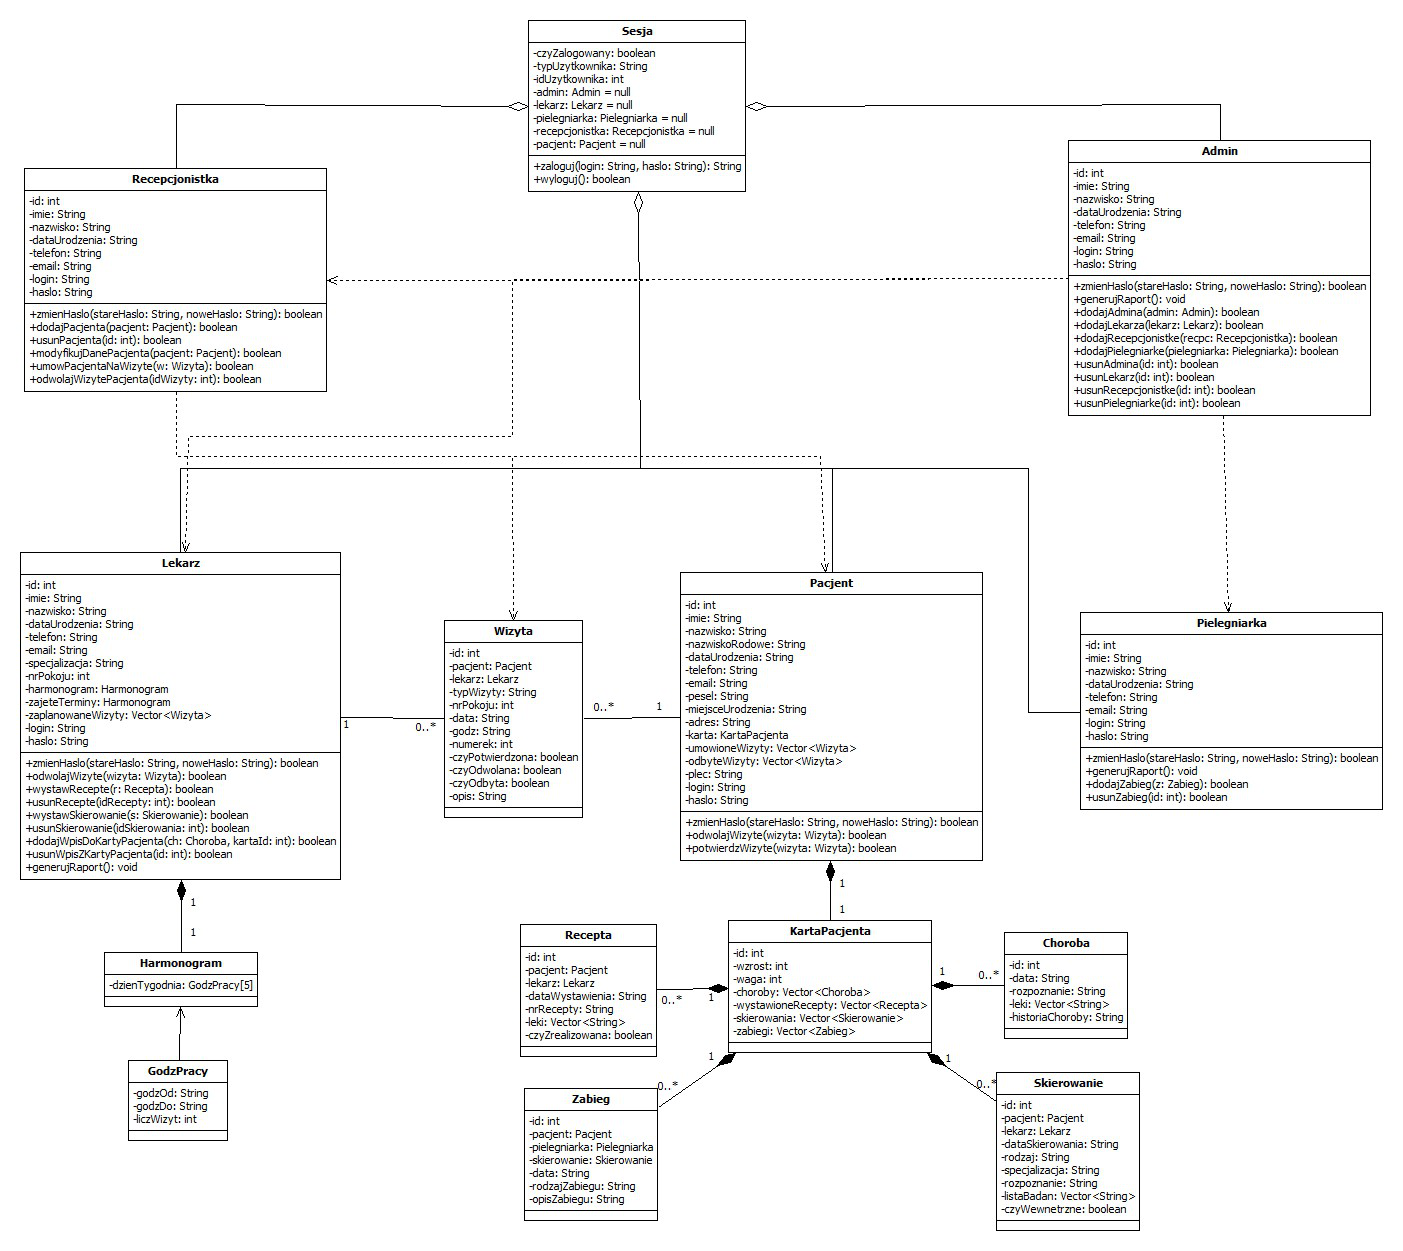 Sesja
-czyZalogowany: boolean
-typUzytkownika: String
-idUzytkownika: int
-admin: Admin = null
-lekarz: Lekarz = null
-pielegniarka: Pielegniarka = null
-recepcjonistka: Recepcjonistka = null
-pacjent: Pacjent = null
+zaloguj(login: String, haslo: String): String
+wyloguj(): boolean
Recepcjonistka
-id: int
-imie: String
-nazwisko: String
-dataUrodzenia: String
-telefon: String
-email: String
-login: String
-haslo: String
+zmienHaslo(stareHaslo: String, noweHaslo: String): boolean
+dodajPacjenta(pacjent: Pacjent): boolean
+usunPacjenta(id: int): boolean
+modyfikujDanePacjenta(pacjent: Pacjent): boolean
+umowPacjentaNaWizyte(w: Wizyta): boolean
+odwolajWizytePacjenta(idWizyty: int): boolean
Admin
-id: int
-imie: String
-nazwisko: String
-dataUrodzenia: String
-telefon: String
-email: String
-login: String
-haslo: String
+zmienHaslo(stareHaslo: String, noweHaslo: String): boolean
+generujRaport(): void
+dodajAdmina(admin: Admin): boolean
+dodajLekarza(lekarz: Lekarz): boolean
+dodajRecepcjonistke(recpc: Recepcjonistka): boolean
+dodajPielegniarke(pielegniarka: Pielegniarka): boolean
+usunAdmina(id: int): boolean
+usunLekarz(id: int): boolean
+usunRecepcjonistke(id: int): boolean
+usunPielegniarke(id: int): boolean
Lekarz
-id: int
-imie: String
-nazwisko: String
-dataUrodzenia: String
-telefon: String
-email: String
-specjalizacja: String
-nrPokoju: int
-harmonogram: Harmonogram
-zajeteTerminy: Harmonogram
-zaplanowaneWizyty: Vector<Wizyta>
-login: String
-haslo: String
+zmienHaslo(stareHaslo: String, noweHaslo: String): boolean
+odwolajWizyte(wizyta: Wizyta): boolean
+wystawRecepte(r: Recepta): boolean
+usunRecepte(idRecepty: int): boolean
+wystawSkierowanie(s: Skierowanie): boolean
+usunSkierowanie(idSkierowania: int): boolean
+dodajWpisDoKartyPacjenta(ch: Choroba, kartaId: int): boolean
+usunWpisZKartyPacjenta(id: int): boolean
+generujRaport(): void
1
0..*
Wizyta
-id: int
-pacjent: Pacjent
-lekarz: Lekarz
-typWizyty: String
-nrPokoju: int
-data: String
-godz: String
-numerek: int
-czyPotwierdzona: boolean
-czyOdwolana: boolean
-czyOdbyta: boolean
-opis: String
0..*
1
Pacjent
-id: int
-imie: String
-nazwisko: String
-nazwiskoRodowe: String
-dataUrodzenia: String
-telefon: String
-email: String
-pesel: String
-miejsceUrodzenia: String
-adres: String
-karta: KartaPacjenta
-umowioneWizyty: Vector<Wizyta>
-odbyteWizyty: Vector<Wizyta>
-plec: String
-login: String
-haslo: String
+zmienHaslo(stareHaslo: String, noweHaslo: String): boolean
+odwolajWizyte(wizyta: Wizyta): boolean
+potwierdzWizyte(wizyta: Wizyta): boolean
Pielegniarka
-id: int
-imie: String
-nazwisko: String
-dataUrodzenia: String
-telefon: String
-email: String
-login: String
-haslo: String
+zmienHaslo(stareHaslo: String, noweHaslo: String): boolean
+generujRaport(): void
+dodajZabieg(z: Zabieg): boolean
+usunZabieg(id: int): boolean
1
1
Harmonogram
-dzienTygodnia: GodzPracy[5]
GodzPracy
-godzOd: String
-godzDo: String
-liczWizyt: int
1
1
Recepta
-id: int
-pacjent: Pacjent
-lekarz: Lekarz
-dataWystawienia: String
-nrRecepty: String
-leki: Vector<String>
-czyZrealizowana: boolean
0..*
1
KartaPacjenta
-id: int
-wzrost: int
-waga: int
-choroby: Vector<Choroba>
-wystawioneRecepty: Vector<Recepta>
-skierowania: Vector<Skierowanie>
-zabiegi: Vector<Zabieg>
1
0..*
Choroba
-id: int
-data: String
-rozpoznanie: String
-leki: Vector<String>
-historiaChoroby: String
1
0..*
Zabieg
-id: int
-pacjent: Pacjent
-pielegniarka: Pielegniarka
-skierowanie: Skierowanie
-data: String
-rodzajZabiegu: String
-opisZabiegu: String
1
0..*
Skierowanie
-id: int
-pacjent: Pacjent
-lekarz: Lekarz
-dataSkierowania: String
-rodzaj: String
-specjalizacja: String
-rozpoznanie: String
-listaBadan: Vector<String>
-czyWewnetrzne: boolean